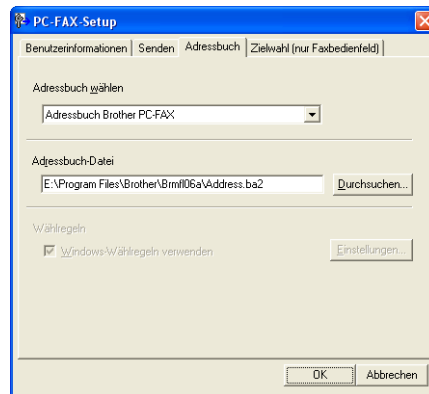 PC-FAX-Setup
Benutzerinformationen Senden Adressbuch Zielwahl (nur Faxbedienfeld)
Adressbuch wählen
Adressbuch Brother PC-FAX
Adressbuch-Datei
E:\Program Files\Brother\Brmfl06a\Address.ba2 Durchsuchen...
Wählregeln
Windows-Wählregeln verwenden Einstellungen...
OK Abbrechen